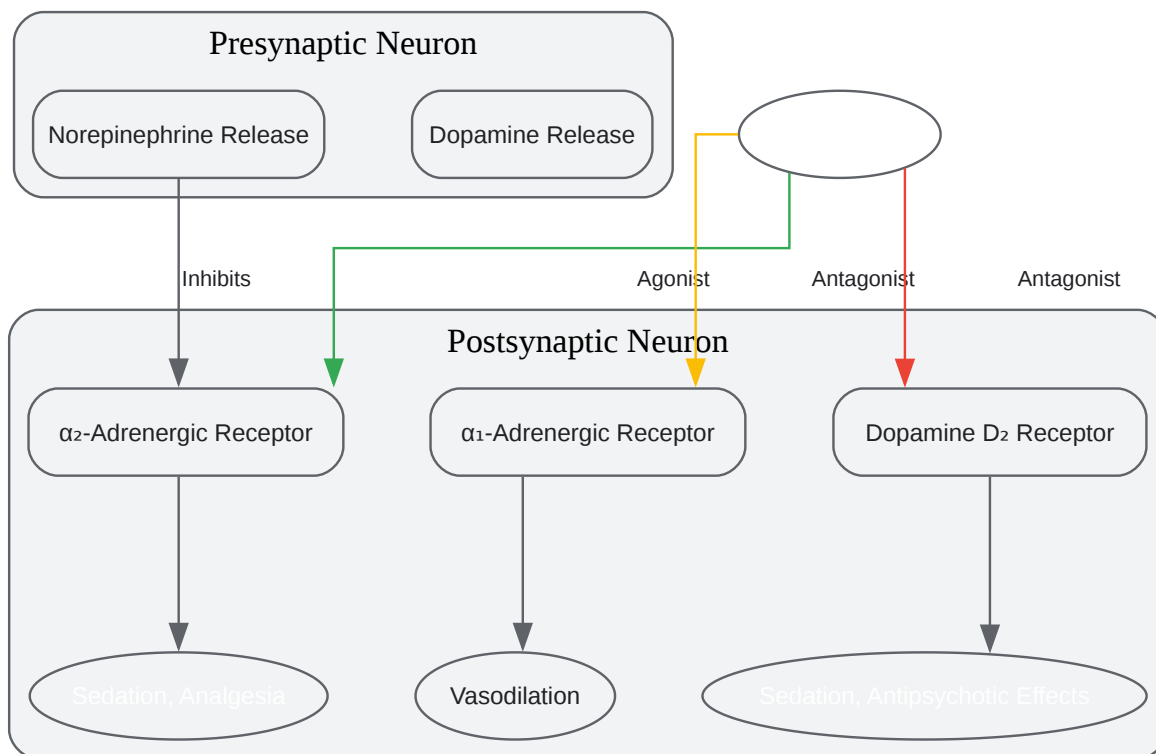 Presynaptic Neuron
Norepinephrine Release
Dopamine Release
Inhibits
Agonist
Antagonist
Antagonist
Postsynaptic Neuron
α₂-Adrenergic Receptor
α₁-Adrenergic Receptor
Dopamine D₂ Receptor
Sedation, Analgesia
Vasodilation
Sedation, Antipsychotic Effects